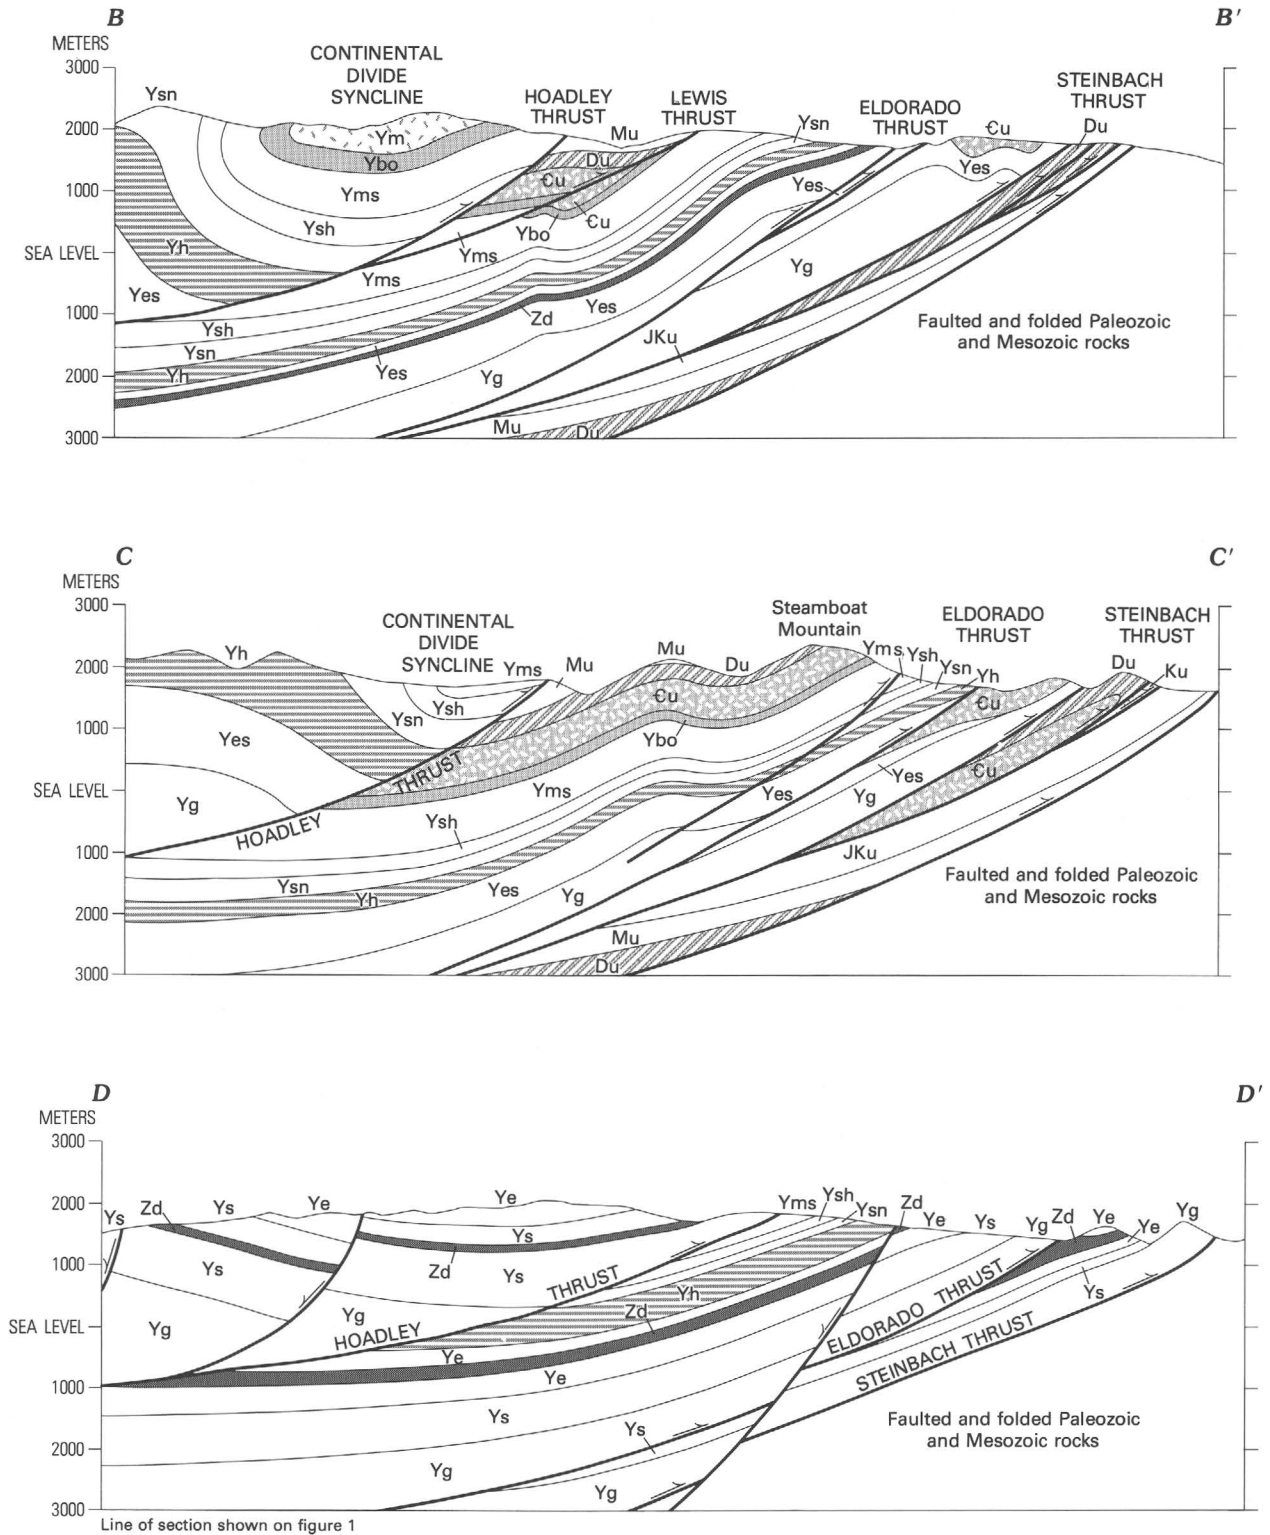 B
B'
METERS
3000
2000
1000
SEA LEVEL
1000
2000
3000
CONTINENTAL
DIVIDE
SYNCLINE
HOADLEY
THRUST
LEWIS
THRUST
ELDORADO
THRUST
STEINBACH
THRUST
Ysn
Ym
Ybo
Yms
Ysh
Yh
Yes
Mu
Du
Ꞓu
Ꞓu
Ybo
Yms
Yms
Ysn
Yes
Ꞓu
Du
Yes
Yg
Ysh
Ysn
Yh
Yes
Zd
Yes
Yg
JKu
Mu
Du
Faulted and folded Paleozoic
and Mesozoic rocks
C
C'
METERS
3000
2000
1000
SEA LEVEL
1000
2000
3000
CONTINENTAL
DIVIDE
SYNCLINE
Steamboat
Mountain
ELDORADO
THRUST
STEINBACH
THRUST
Yh
Yms
Mu
Mu
Du
Yms
Ysh
Ysn
Yh
Du
Ku
Ysn
Ysh
Ꞓu
Ꞓu
Yes
Ybo
THRUST
Yg
Yms
Yes
Yes
Yg
Ꞓu
HOADLEY
Ysh
JKu
Ysn
Yh
Yes
Yg
Mu
Du
Faulted and folded Paleozoic
and Mesozoic rocks
D
D'
METERS
3000
2000
1000
SEA LEVEL
1000
2000
3000
Ys
Zd
Ys
Ye
Ye
Yms
Ysh
Ysn
Zd
Ye
Ys
Yg
Zd
Ye
Ye
Yg
Ys
Ys
Zd
Ys
THRUST
Yh
Ys
Yg
Yg
Zd
HOADLEY
Ye
Ye
ELDORADO THRUST
STEINBACH THRUST
Ys
Ys
Yg
Yg
Faulted and folded Paleozoic
and Mesozoic rocks
Line of section shown on figure 1